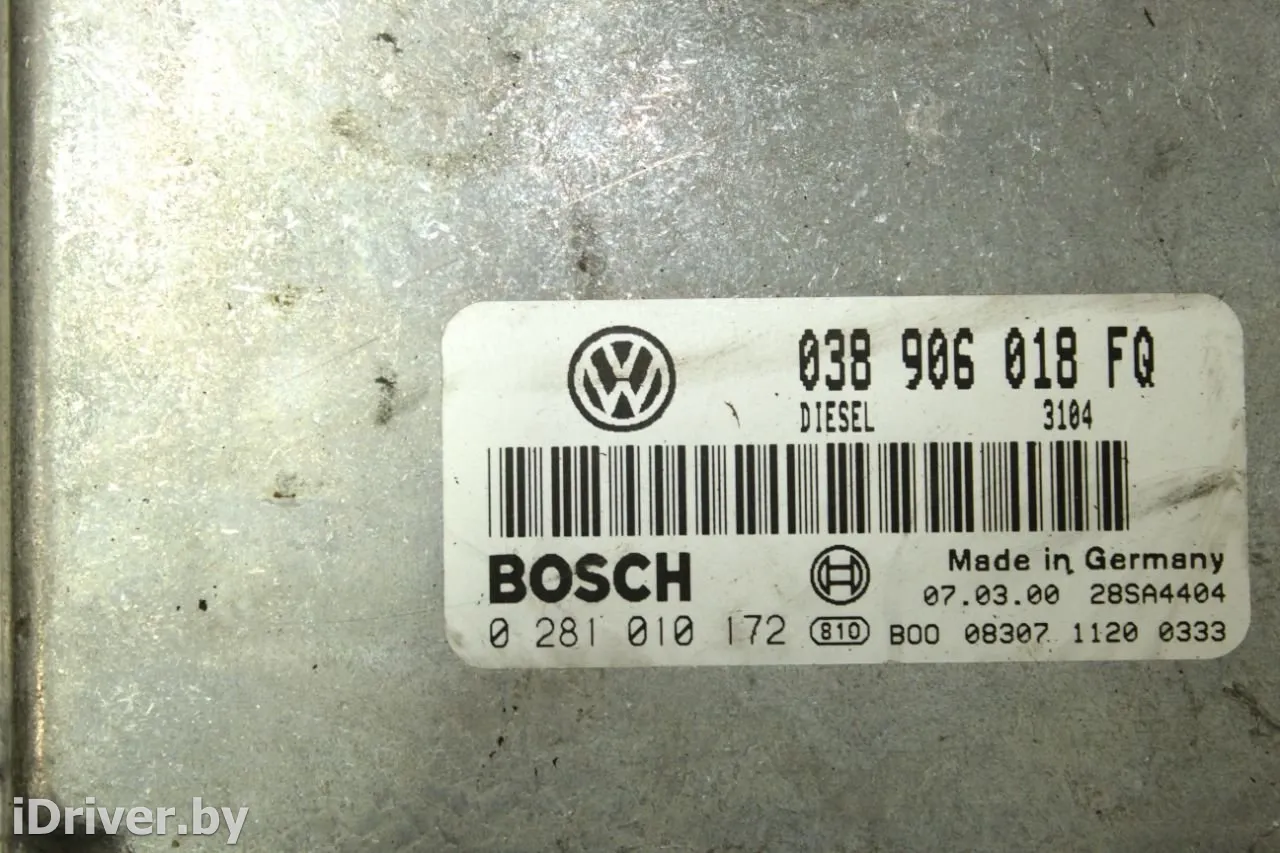 038 906 018 FQ
DIESEL 3104
BOSCH
Made in Germany
07.03.00 28SA4404
0 281 010 172 810 B00 08307 1120 0333
iDriver.by